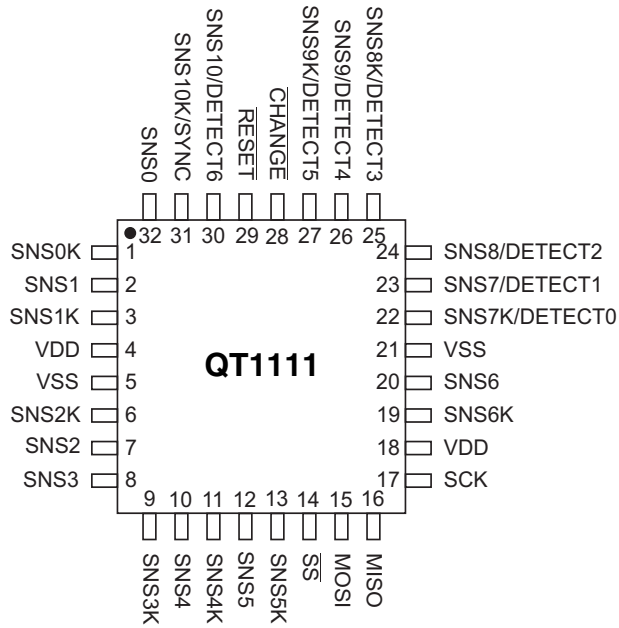 SNS0
SNS10K/SYNC
SNS10/DETECT6
RESET
CHANGE
SNS9K/DETECT5
SNS9/DETECT4
SNS8K/DETECT3
32 31 30 29 28 27 26 25
SNS0K 1
SNS1 2
SNS1K 3
VDD 4
VSS 5
SNS2K 6
SNS2 7
SNS3 8
QT1111
24 SNS8/DETECT2
23 SNS7/DETECT1
22 SNS7K/DETECT0
21 VSS
20 SNS6
19 SNS6K
18 VDD
17 SCK
9 10 11 12 13 14 15 16
SNS3K
SNS4
SNS4K
SNS5
SNS5K
SS
MOSI
MISO